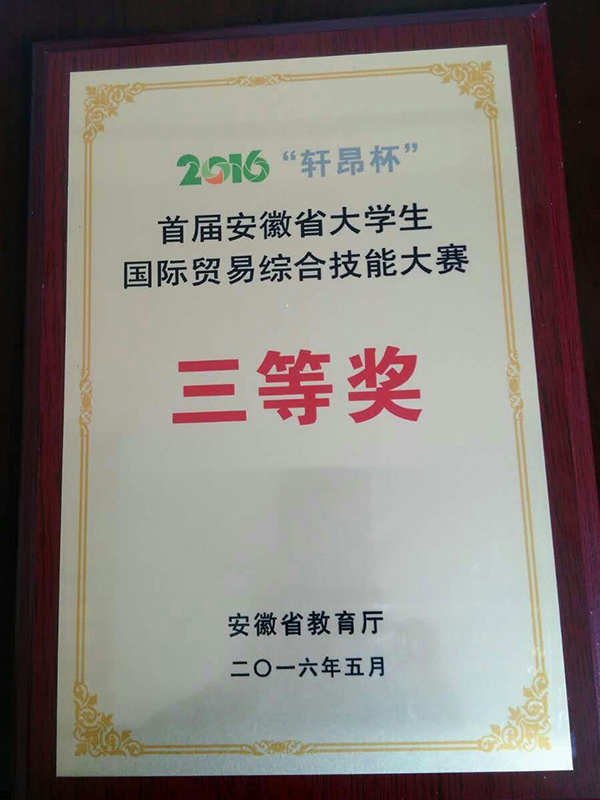 2016“轩昂杯”
首届安徽省大学生
国际贸易综合技能大赛
三等奖
安徽省教育厅
二〇一六年五月